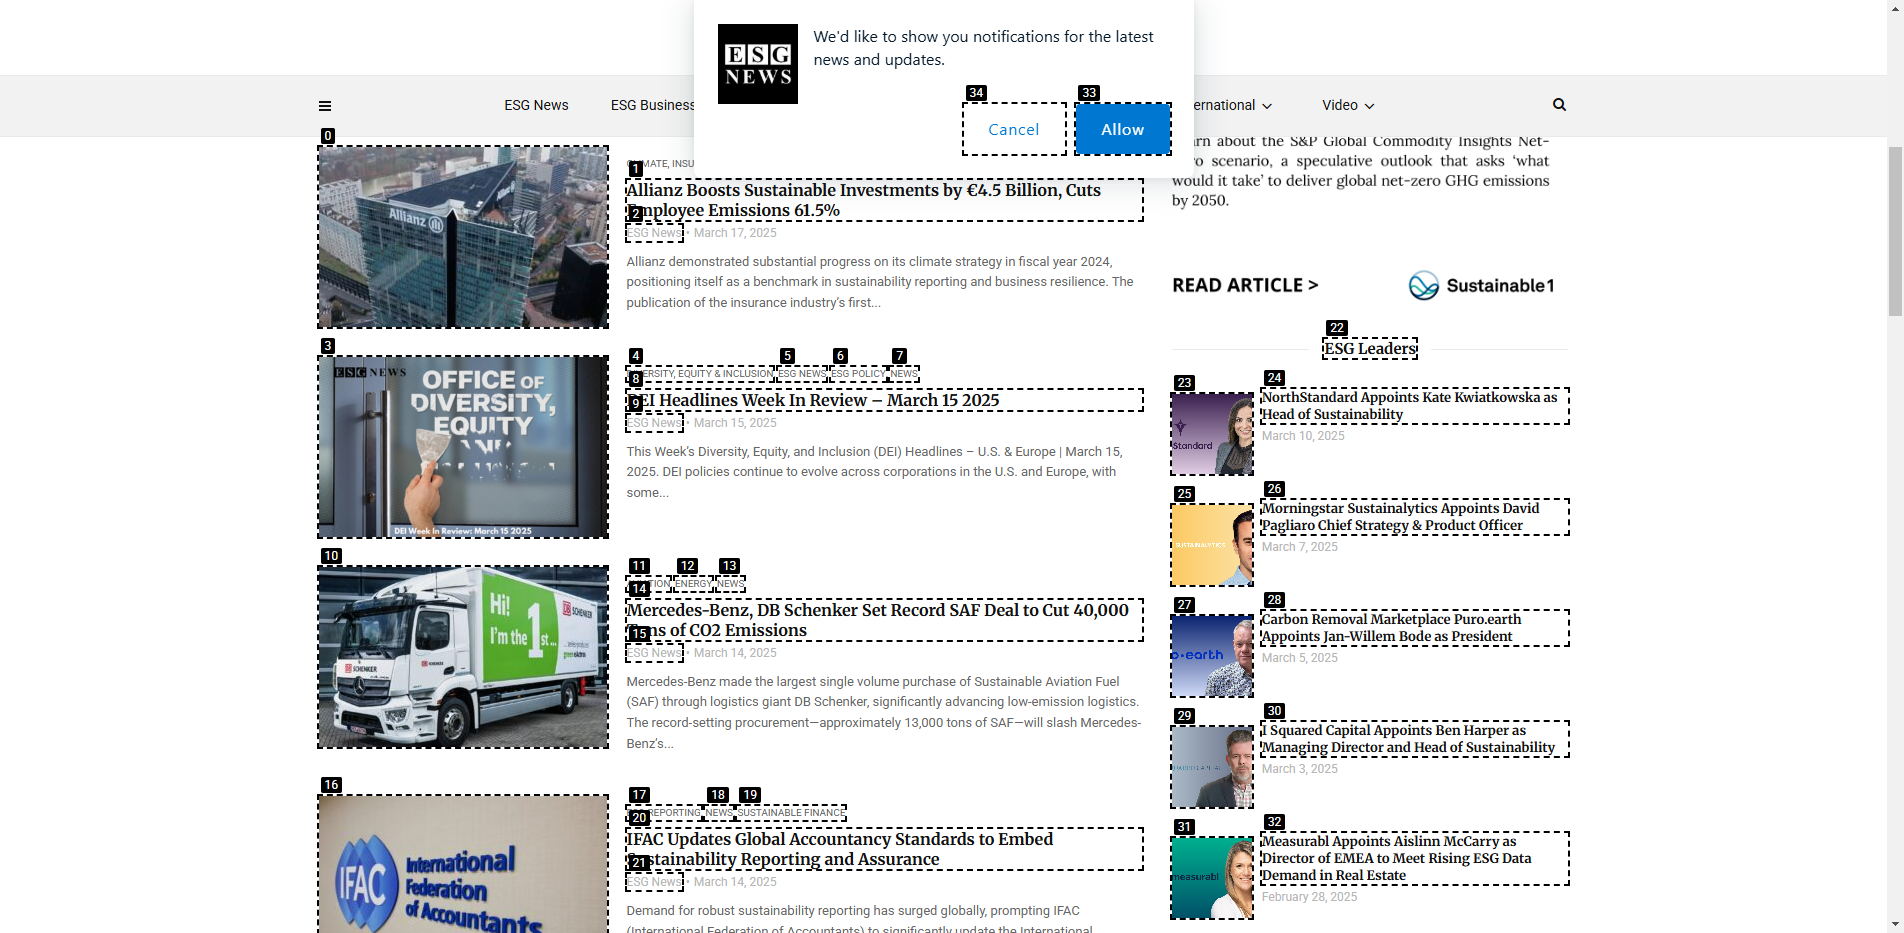 ESG
NEWS
We'd like to show you notifications for the latest
news and updates.
34
33
Cancel
Allow
ESG News
ESG Business
ernational
Video
0
Allianz
1
Allianz Boosts Sustainable Investments by €4.5 Billion, Cuts
Employee Emissions 61.5%
2
ESG News • March 17, 2025
Allianz demonstrated substantial progress on its climate strategy in fiscal year 2024,
positioning itself as a benchmark in sustainability reporting and business resilience. The
publication of the insurance industry's first...
3
ESG NEWS
OFFICE OF
DIVERSITY,
EQUITY
DEI Week In Review: March 15 2025
4
5
6
7
ERSITY, EQUITY & INCLUSION
ESG NEWS
ESG POLICY
NEWS
8
DEI Headlines Week In Review – March 15 2025
9
ESG News • March 15, 2025
This Week's Diversity, Equity, and Inclusion (DEI) Headlines – U.S. & Europe | March 15,
2025. DEI policies continue to evolve across corporations in the U.S. and Europe, with
some...
10
Hi!
I'm the 1st...
DB SCHENKER
SCHENKER
11
12
13
TION
ENERGY
NEWS
14
Mercedes-Benz, DB Schenker Set Record SAF Deal to Cut 40,000
Tons of CO2 Emissions
15
ESG News • March 14, 2025
Mercedes-Benz made the largest single volume purchase of Sustainable Aviation Fuel
(SAF) through logistics giant DB Schenker, significantly advancing low-emission logistics.
The record-setting procurement—approximately 13,000 tons of SAF—will slash Mercedes-
Benz's...
16
IFAC
International
Federation
of Accountants
17
18
19
REPORTING
NEWS
SUSTAINABLE FINANCE
20
IFAC Updates Global Accountancy Standards to Embed
Sustainability Reporting and Assurance
21
ESG News • March 14, 2025
Demand for robust sustainability reporting has surged globally, prompting IFAC
(International Federation of Accountants) to significantly update the International
rn about the S&P Global Commodity Insights Net-
o scenario, a speculative outlook that asks 'what
would it take' to deliver global net-zero GHG emissions
by 2050.
READ ARTICLE >
Sustainable1
22
ESG Leaders
23
Standard
24
NorthStandard Appoints Kate Kwiatkowska as
Head of Sustainability
March 10, 2025
25
SUSTAINALYTICS
26
Morningstar Sustainalytics Appoints David
Pagliaro Chief Strategy & Product Officer
March 7, 2025
27
o·earth
28
Carbon Removal Marketplace Puro.earth
Appoints Jan-Willem Bode as President
March 5, 2025
29
30
I Squared Capital Appoints Ben Harper as
Managing Director and Head of Sustainability
March 3, 2025
31
measurabl
32
Measurabl Appoints Aislinn McCarry as
Director of EMEA to Meet Rising ESG Data
Demand in Real Estate
February 28, 2025